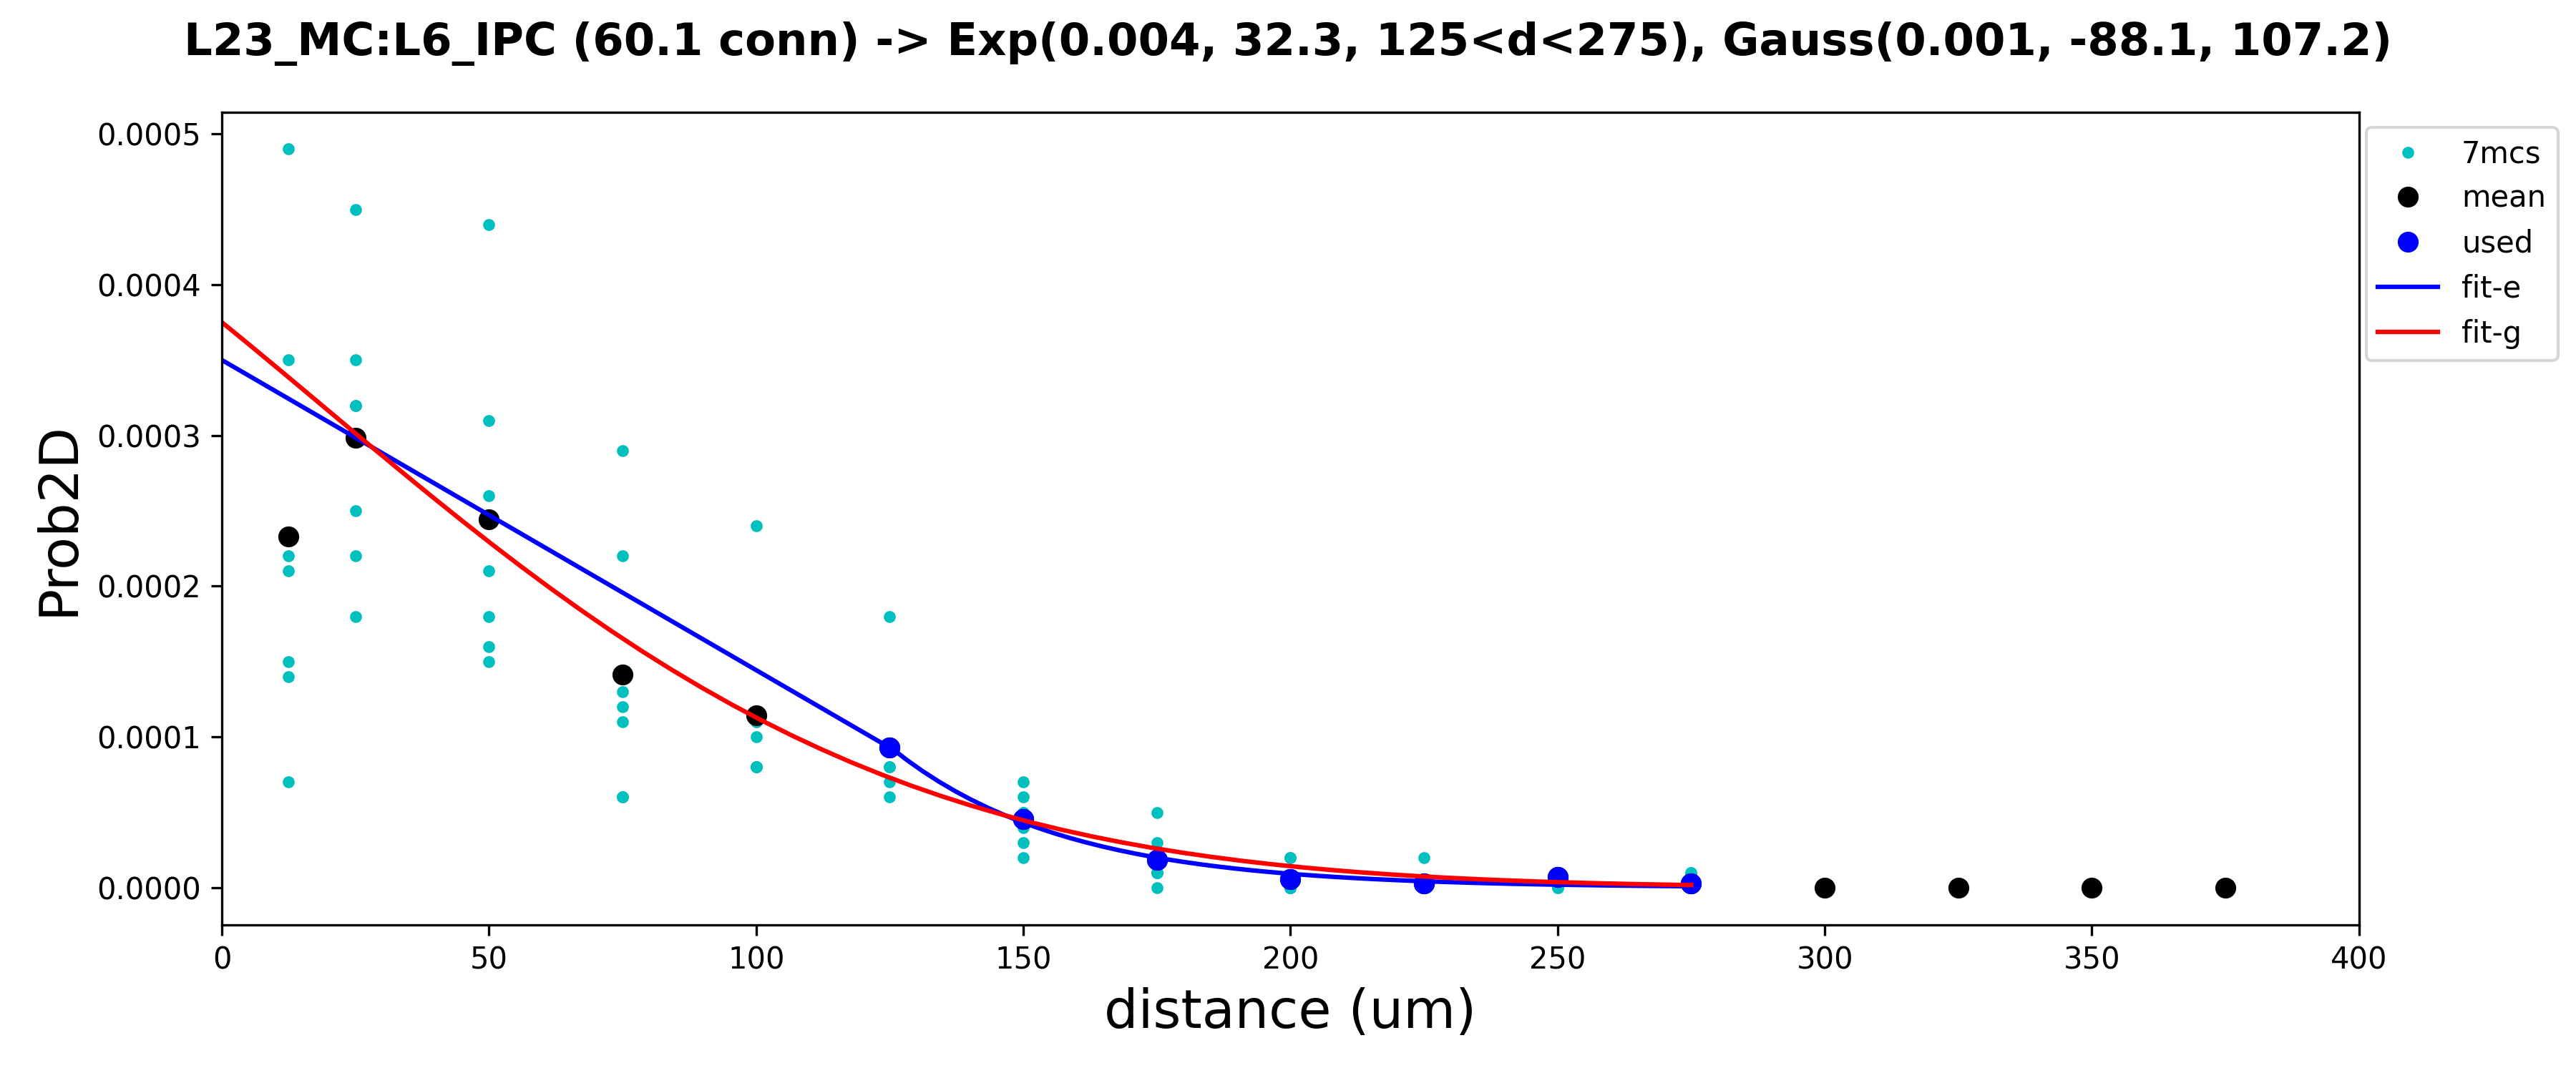 L23_MC:L6_IPC (60.1 conn) -> Exp(0.004, 32.3, 125<d<275), Gauss(0.001, -88.1, 107.2)
0.0005
0.0004
0.0003
0.0002
0.0001
0.0000
Prob2D
0 50 100 150 200 250 300 350 400
distance (um)
7mcs
mean
used
fit-e
fit-g